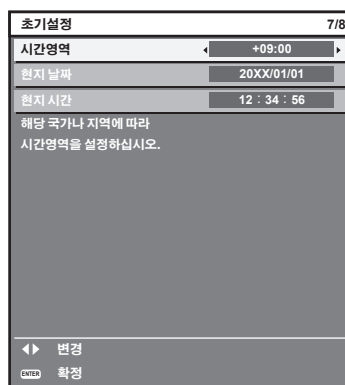 초기설정 7/8
시간영역 +09:00
현지 날짜 20XX/01/01
현지 시간 12 : 34 : 56
해당 국가나 지역에 따라
시간영역을 설정하십시오.
변경
ENTER 확정